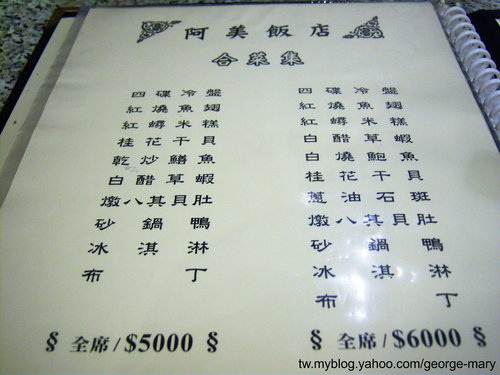 阿美飯店
合菜集
四碟冷盤
紅燒魚翅
紅蟳米糕
桂花干貝
乾炒鱔魚
白醋草蝦
燉八其貝肚
砂鍋鴨
冰淇淋
布丁
§ 全席/$5000 §
四碟冷盤
紅燒魚翅
紅蟳米糕
白醋草蝦
白燒鮑魚
桂花干貝
蔥油石斑
燉八其貝肚
砂鍋鴨
冰淇淋
布丁
§ 全席/$6000 §
tw.myblog.yahoo.com/george-mary